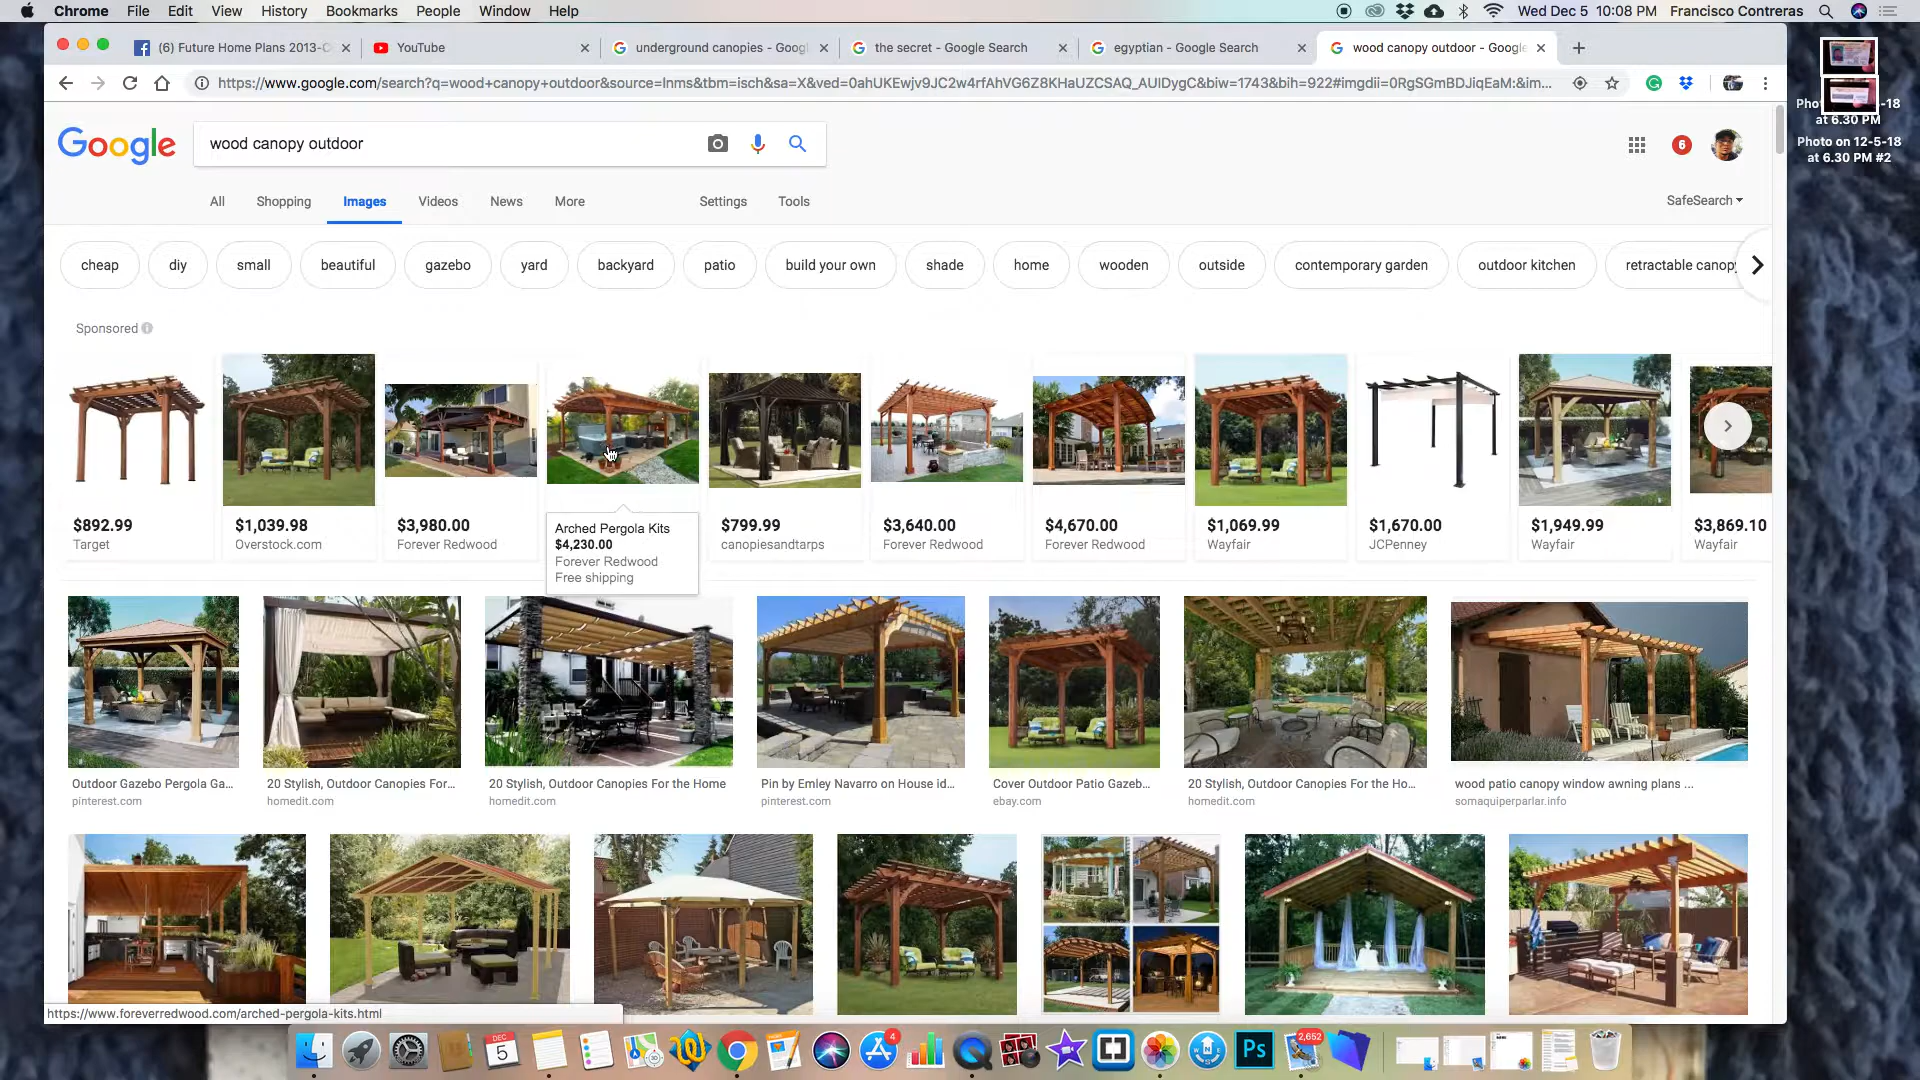 Chrome File Edit View History Bookmarks People Window Help
Wed Dec 5 10:08 PM Francisco Contreras
(6) Future Home Plans 2013-C
YouTube
underground canopies - Googl
the secret - Google Search
egyptian - Google Search
wood canopy outdoor - Google
https://www.google.com/search?q=wood+canopy+outdoor&source=lnms&tbm=isch&sa=X&ved=0ahUKEwjv9JC2w4rfAhVG6Z8KHaUZCSAQ_AUIDygC&biw=1743&bih=922#imgdii=0RgSGmBDJiqEaM:&im...
-18
at 6.30 PM
Photo on 12-5-18
at 6.30 PM #2
Google
wood canopy outdoor
6
All Shopping Images Videos News More Settings Tools
SafeSearch
cheap diy small beautiful gazebo yard backyard patio build your own shade home wooden outside contemporary garden outdoor kitchen retractable canopy
Sponsored
$892.99
Target
$1,039.98
Overstock.com
$3,980.00
Forever Redwood
Arched Pergola Kits
$4,230.00
Forever Redwood
Free shipping
$799.99
canopiesandtarps
$3,640.00
Forever Redwood
$4,670.00
Forever Redwood
$1,069.99
Wayfair
$1,670.00
JCPenney
$1,949.99
Wayfair
$3,869.10
Wayfair
Outdoor Gazebo Pergola Ga...
pinterest.com
20 Stylish, Outdoor Canopies For...
homedit.com
20 Stylish, Outdoor Canopies For the Home
homedit.com
Pin by Emley Navarro on House id...
pinterest.com
Cover Outdoor Patio Gazeb...
ebay.com
20 Stylish, Outdoor Canopies For the Ho...
homedit.com
wood patio canopy window awning plans ...
somaquiperparlar.info
https://www.foreverredwood.com/arched-pergola-kits.html
DEC
5
4
Ps
2,652